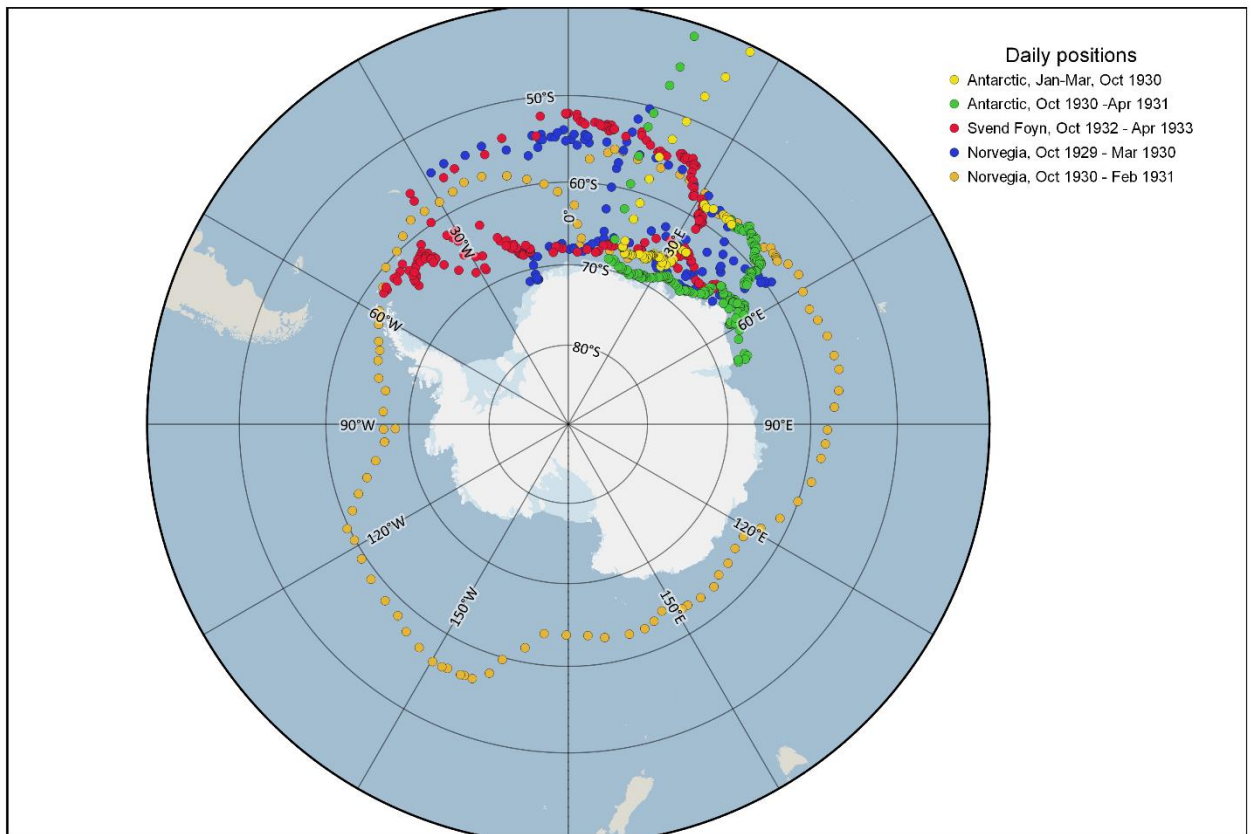 Daily positions
Antarctic, Jan-Mar, Oct 1930
Antarctic, Oct 1930 -Apr 1931
Svend Foyn, Oct 1932 - Apr 1933
Norvegia, Oct 1929 - Mar 1930
Norvegia, Oct 1930 - Feb 1931
50°S
60°S
0°
30°W
30°E
70°S
60°W
60°E
80°S
90°W
90°E
120°W
120°E
150°W
150°E